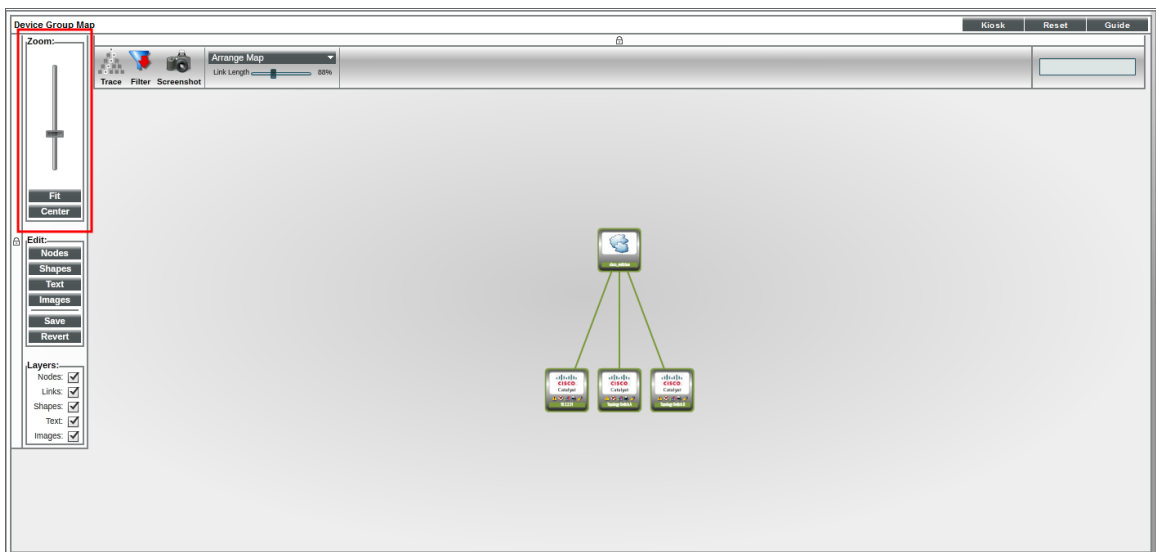 Device Group Map
Kiosk
Reset
Guide
Zoom:
Trace
Filter
Screenshot
Arrange Map
Link Length
88%
Fit
Center
Edit:
Nodes
Shapes
Text
Images
Save
Revert
Layers:
Nodes:
Links:
Shapes:
Text:
Images:
CISCO
Catalyst
CISCO
Catalyst
CISCO
Catalyst